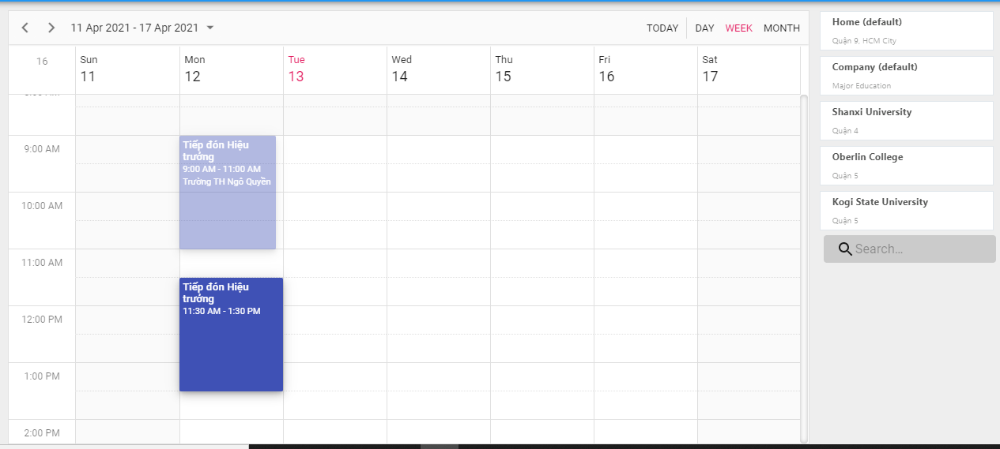 11 Apr 2021 - 17 Apr 2021
TODAY
DAY
WEEK
MONTH
16
Sun
11
Mon
12
Tue
13
Wed
14
Thu
15
Fri
16
Sat
17
9:00 AM
10:00 AM
11:00 AM
12:00 PM
1:00 PM
2:00 PM
Tiếp đón Hiệu
trưởng
9:00 AM - 11:00 AM
Trường TH Ngô Quyền
Tiếp đón Hiệu
trưởng
11:30 AM - 1:30 PM
Home (default)
Quận 9, HCM City
Company (default)
Major Education
Shanxi University
Quận 4
Oberlin College
Quận 5
Kogi State University
Quận 5
Search...